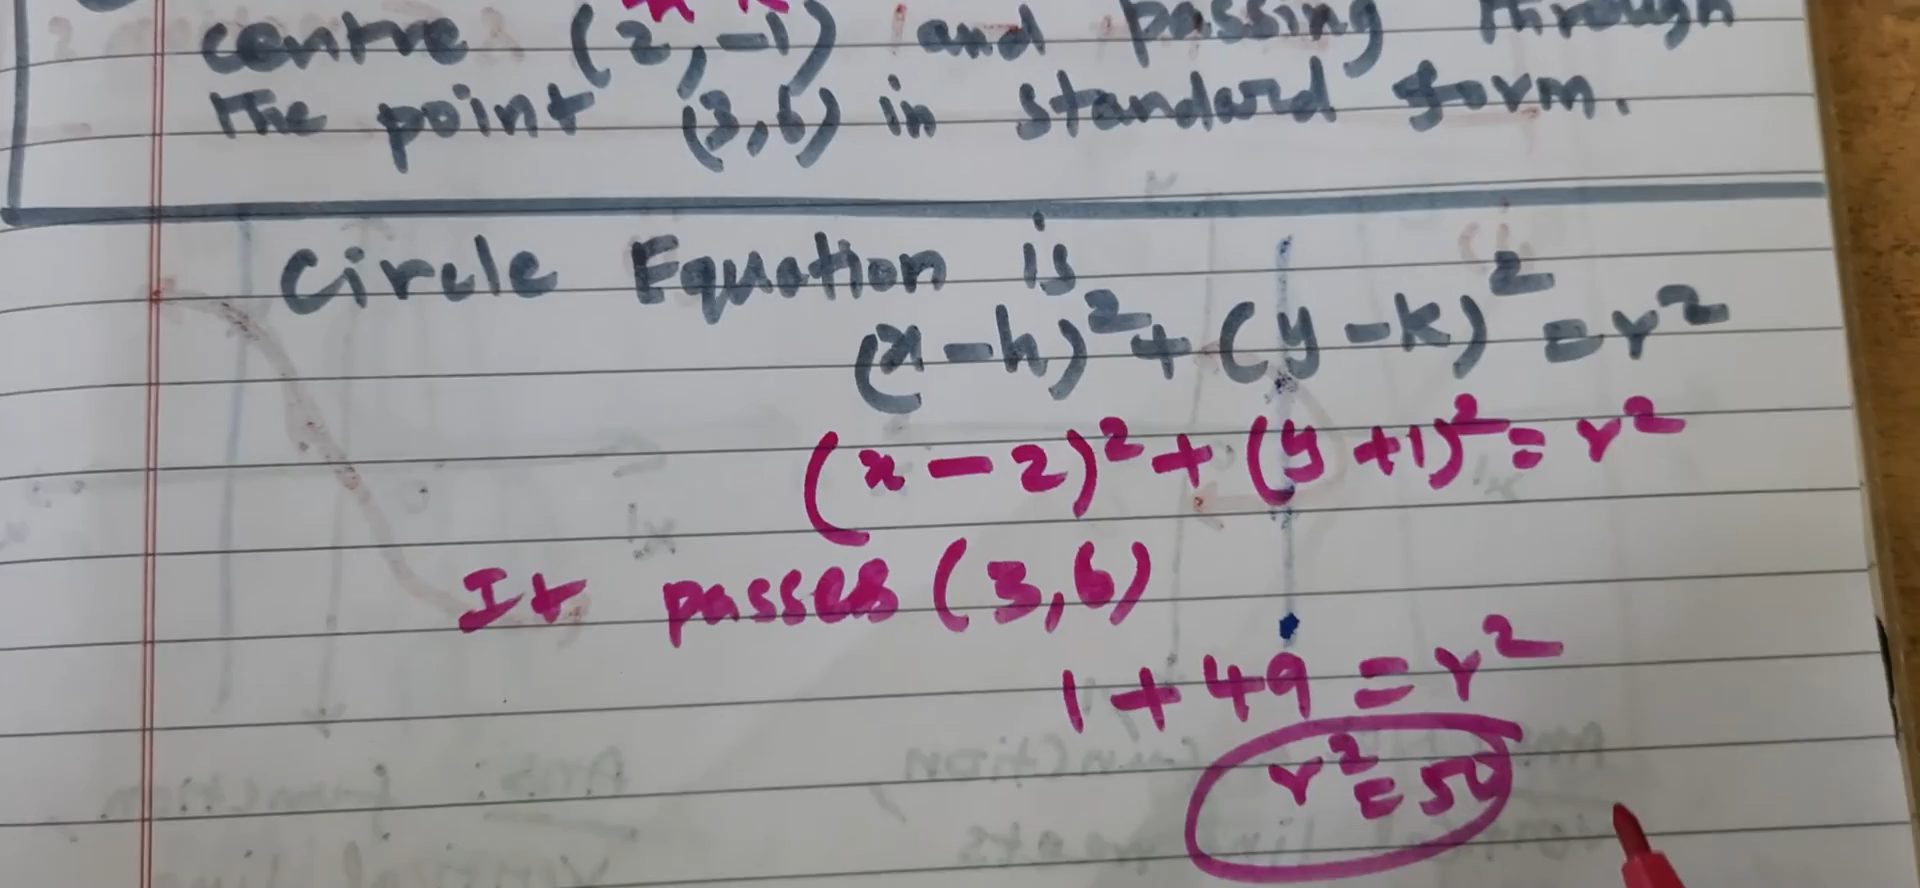 centre (2,-1) and passing through
the point (3,6) in standard form.
Circle Equation is
(x-h)²+(y-k)²=r²
(x-2)²+(y+1)²=r²
It passes (3,6)
1+49=r²
r²=50